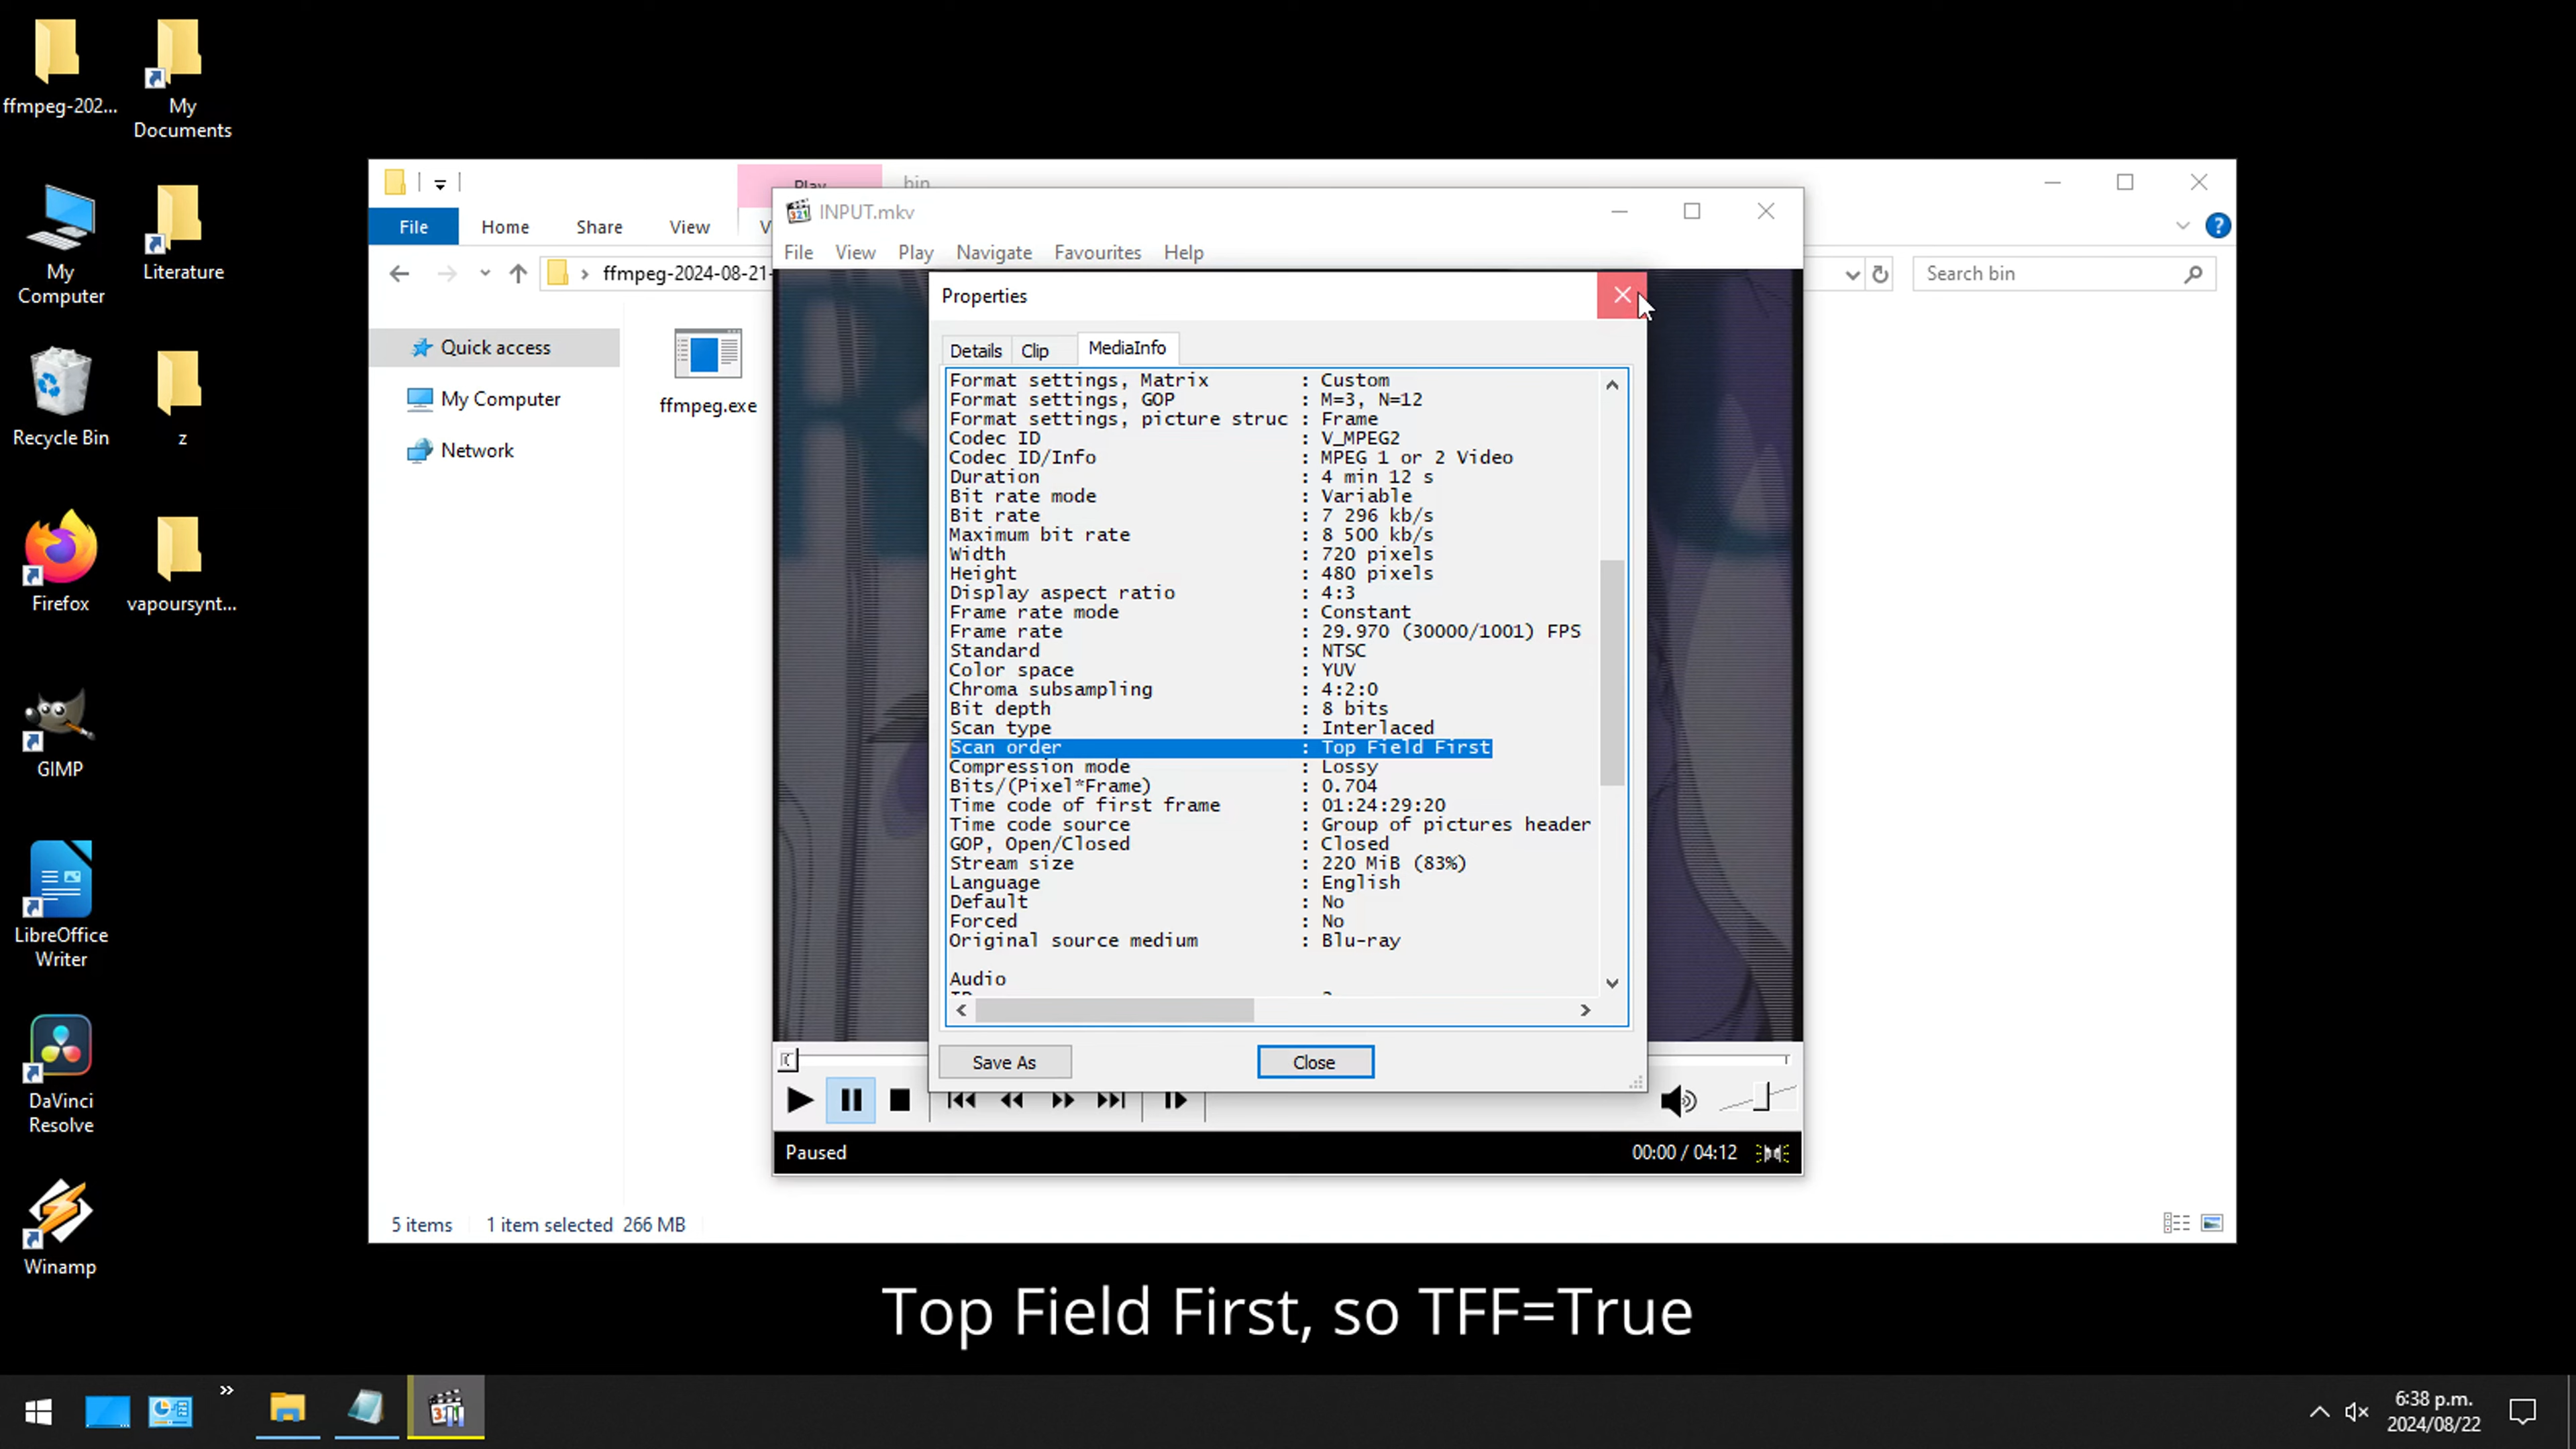 ffmpeg-202...
My Documents
My Computer
Literature
Recycle Bin
z
Firefox
vapoursynt...
GIMP
LibreOffice Writer
DaVinci Resolve
Winamp
Play
bin
File
Home
Share
View
ffmpeg-2024-08-21-
Search bin
Quick access
My Computer
Network
ffmpeg.exe
5 items
1 item selected 266 MB
INPUT.mkv
File View Play Navigate Favourites Help
Properties
Details Clip MediaInfo
Format settings, Matrix : Custom
Format settings, GOP : M=3, N=12
Format settings, picture struc : Frame
Codec ID : V_MPEG2
Codec ID/Info : MPEG 1 or 2 Video
Duration : 4 min 12 s
Bit rate mode : Variable
Bit rate : 7 296 kb/s
Maximum bit rate : 8 500 kb/s
Width : 720 pixels
Height : 480 pixels
Display aspect ratio : 4:3
Frame rate mode : Constant
Frame rate : 29.970 (30000/1001) FPS
Standard : NTSC
Color space : YUV
Chroma subsampling : 4:2:0
Bit depth : 8 bits
Scan type : Interlaced
Scan order : Top Field First
Compression mode : Lossy
Bits/(Pixel*Frame) : 0.704
Time code of first frame : 01:24:29:20
Time code source : Group of pictures header
GOP, Open/Closed : Closed
Stream size : 220 MiB (83%)
Language : English
Default : No
Forced : No
Original source medium : Blu-ray
Audio
Save As
Close
Paused
00:00 / 04:12
Top Field First, so TFF=True
6:38 p.m.
2024/08/22